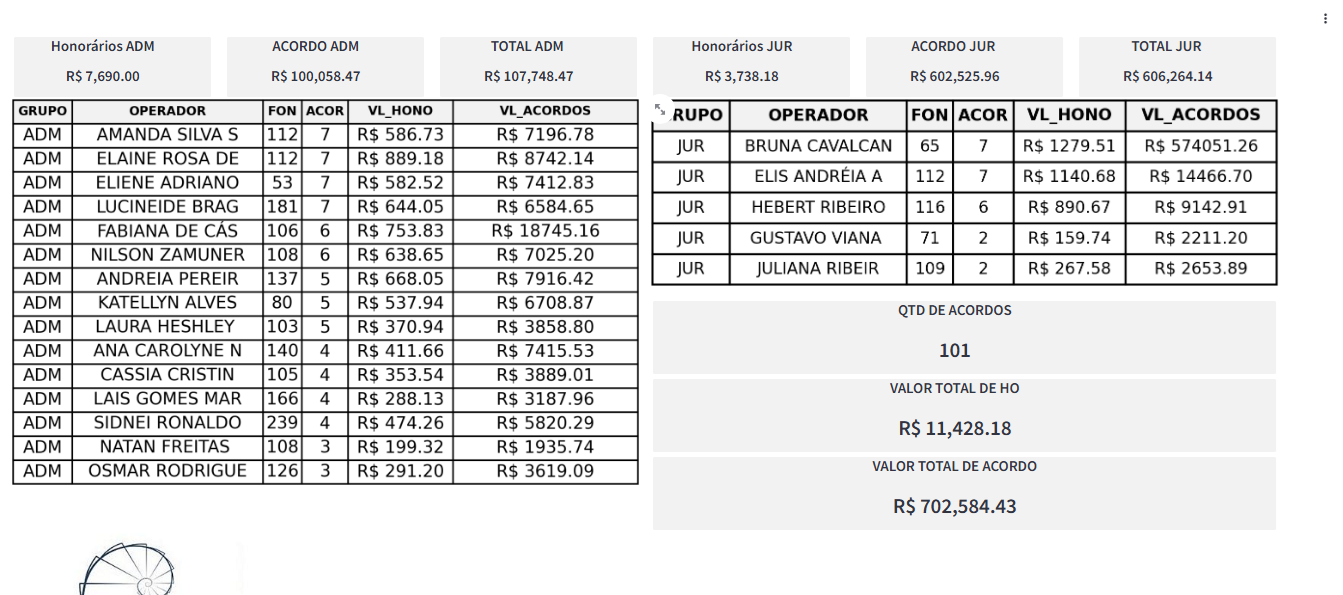 Honorários ADM
R$ 7,690.00
ACORDO ADM
R$ 100,058.47
TOTAL ADM
R$ 107,748.47
GRUPO OPERADOR FON ACOR VL_HONO VL_ACORDOS
ADM AMANDA SILVA S 112 7 R$ 586.73 R$ 7196.78
ADM ELAINE ROSA DE 112 7 R$ 889.18 R$ 8742.14
ADM ELIENE ADRIANO 53 7 R$ 582.52 R$ 7412.83
ADM LUCINEIDE BRAG 181 7 R$ 644.05 R$ 6584.65
ADM FABIANA DE CÁS 106 6 R$ 753.83 R$ 18745.16
ADM NILSON ZAMUNER 108 6 R$ 638.65 R$ 7025.20
ADM ANDREIA PEREIR 137 5 R$ 668.05 R$ 7916.42
ADM KATELLYN ALVES 80 5 R$ 537.94 R$ 6708.87
ADM LAURA HESHLEY 103 5 R$ 370.94 R$ 3858.80
ADM ANA CAROLYNE N 140 4 R$ 411.66 R$ 7415.53
ADM CASSIA CRISTIN 105 4 R$ 353.54 R$ 3889.01
ADM LAIS GOMES MAR 166 4 R$ 288.13 R$ 3187.96
ADM SIDNEI RONALDO 239 4 R$ 474.26 R$ 5820.29
ADM NATAN FREITAS 108 3 R$ 199.32 R$ 1935.74
ADM OSMAR RODRIGUE 126 3 R$ 291.20 R$ 3619.09
Honorários JUR
R$ 3,738.18
ACORDO JUR
R$ 602,525.96
TOTAL JUR
R$ 606,264.14
RUPO OPERADOR FON ACOR VL_HONO VL_ACORDOS
JUR BRUNA CAVALCAN 65 7 R$ 1279.51 R$ 574051.26
JUR ELIS ANDRÉIA A 112 7 R$ 1140.68 R$ 14466.70
JUR HEBERT RIBEIRO 116 6 R$ 890.67 R$ 9142.91
JUR GUSTAVO VIANA 71 2 R$ 159.74 R$ 2211.20
JUR JULIANA RIBEIR 109 2 R$ 267.58 R$ 2653.89
QTD DE ACORDOS
101
VALOR TOTAL DE HO
R$ 11,428.18
VALOR TOTAL DE ACORDO
R$ 702,584.43